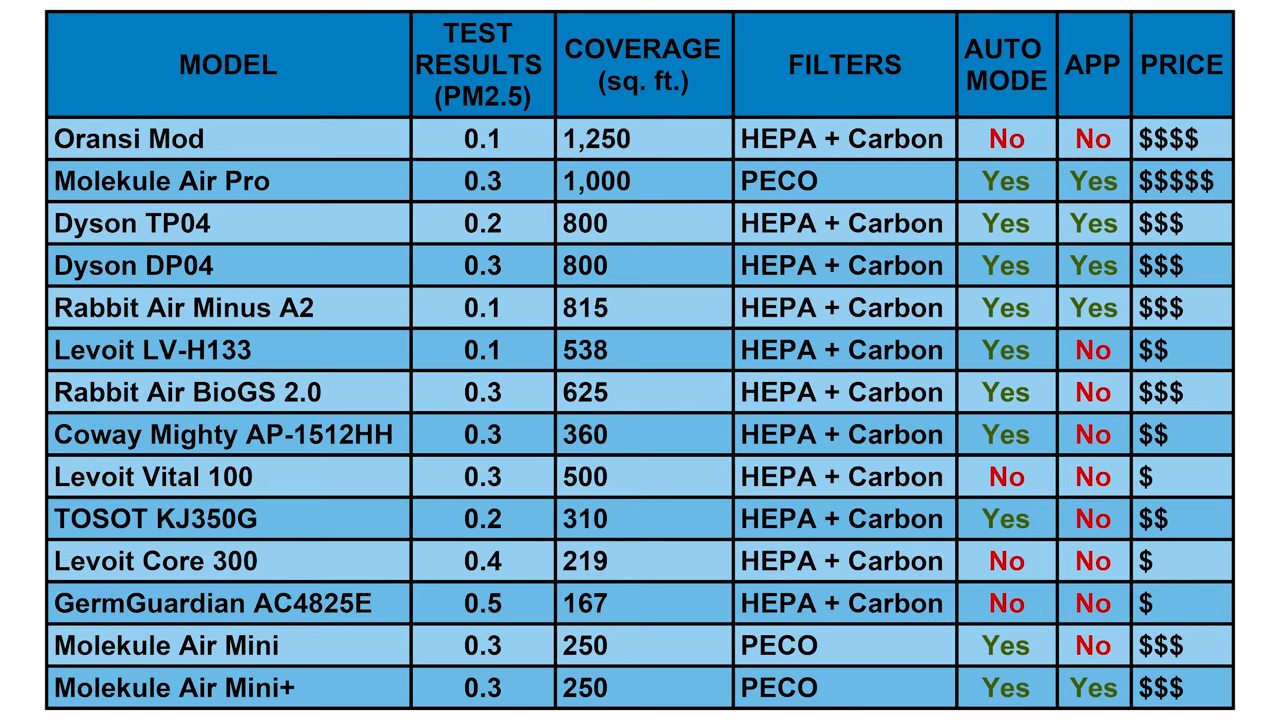 MODEL TEST RESULTS (PM2.5) COVERAGE (sq. ft.) FILTERS AUTO MODE APP PRICE
Oransi Mod 0.1 1,250 HEPA + Carbon No No $$$$
Molekule Air Pro 0.3 1,000 PECO Yes Yes $$$$$
Dyson TP04 0.2 800 HEPA + Carbon Yes Yes $$$
Dyson DP04 0.3 800 HEPA + Carbon Yes Yes $$$
Rabbit Air Minus A2 0.1 815 HEPA + Carbon Yes Yes $$$
Levoit LV-H133 0.1 538 HEPA + Carbon Yes No $$
Rabbit Air BioGS 2.0 0.3 625 HEPA + Carbon Yes No $$$
Coway Mighty AP-1512HH 0.3 360 HEPA + Carbon Yes No $$
Levoit Vital 100 0.3 500 HEPA + Carbon No No $
TOSOT KJ350G 0.2 310 HEPA + Carbon Yes No $$
Levoit Core 300 0.4 219 HEPA + Carbon No No $
GermGuardian AC4825E 0.5 167 HEPA + Carbon No No $
Molekule Air Mini 0.3 250 PECO Yes No $$$
Molekule Air Mini+ 0.3 250 PECO Yes Yes $$$